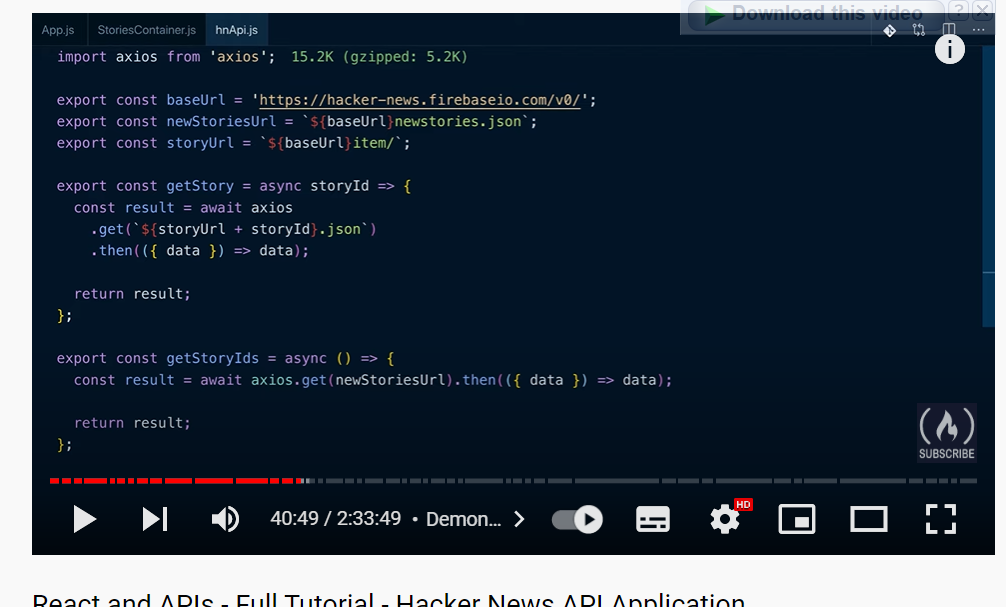 Download this video ?
App.js StoriesContainer.js hnApi.js
import axios from 'axios'; 15.2K (gzipped: 5.2K)
export const baseUrl = 'https://hacker-news.firebaseio.com/v0/';
export const newStoriesUrl = `${baseUrl}newstories.json`;
export const storyUrl = `${baseUrl}item/`;
export const getStory = async storyId => {
const result = await axios
.get(`${storyUrl + storyId}.json`)
.then(({ data }) => data);
return result;
};
export const getStoryIds = async () => {
const result = await axios.get(newStoriesUrl).then(({ data }) => data);
return result;
};
SUBSCRIBE
40:49 / 2:33:49 • Demon...
HD
React and APIs - Full Tutorial - Hacker News API Application